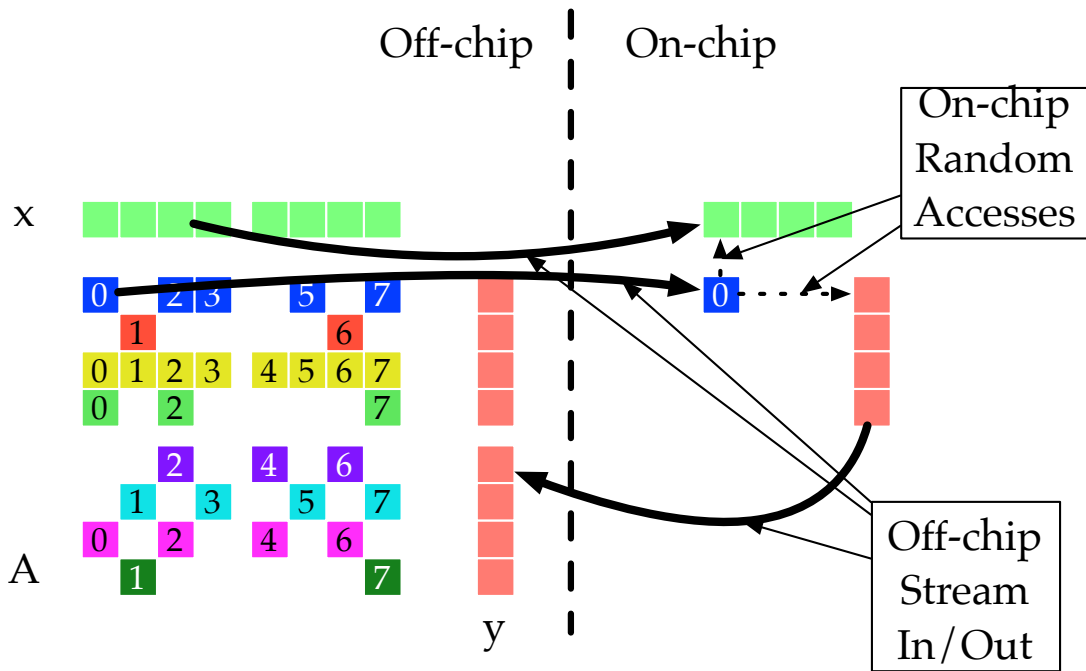 Off-chip On-chip
On-chip
Random
Accesses
x
0 2 3 5 7 0
1 6
0 1 2 3 4 5 6 7
0 2 7
2 4 6
1 3 5 7
0 2 4 6
A 1 7
y
Off-chip
Stream
In/Out